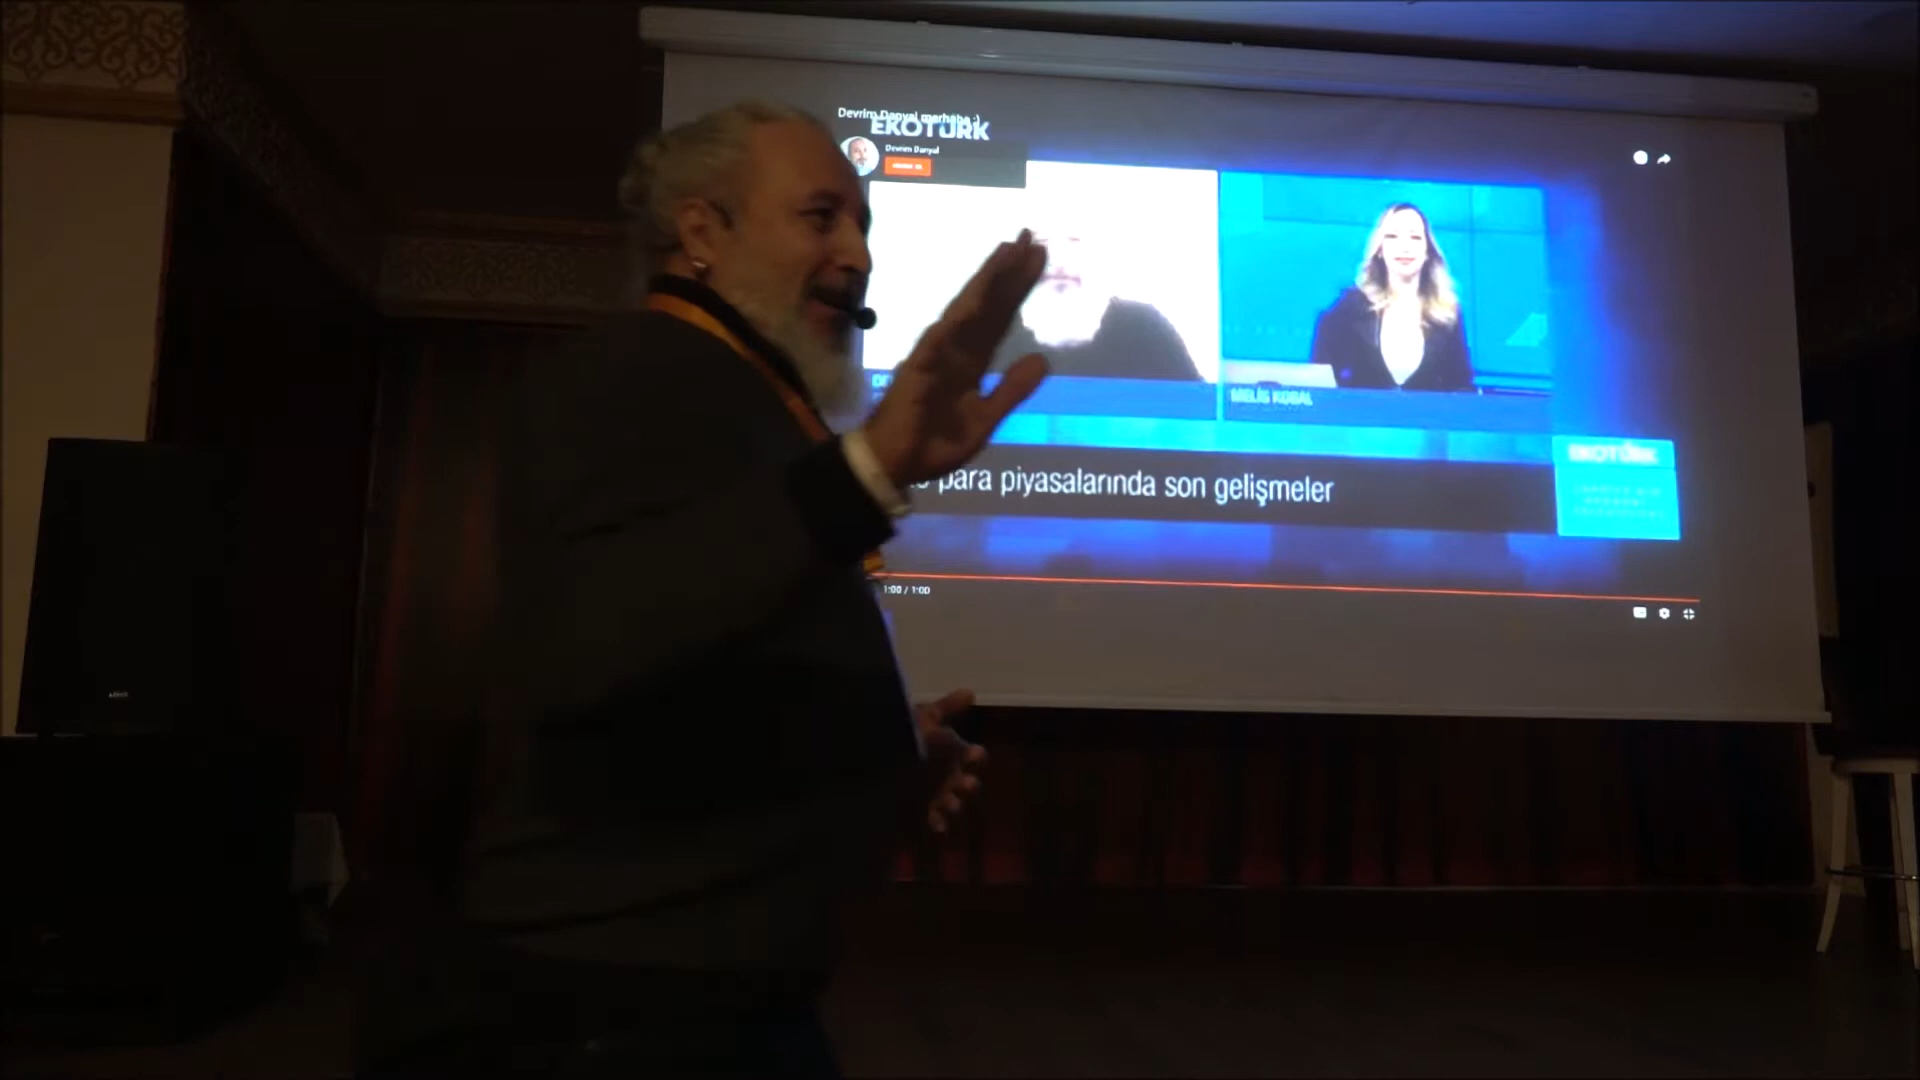 Devrim Danyal merhaba :)
EKOTÜRK
Devrim Danyal
MELİS KOBAL
EKOTÜRK
para piyasalarında son gelişmeler
1:00 / 1:00